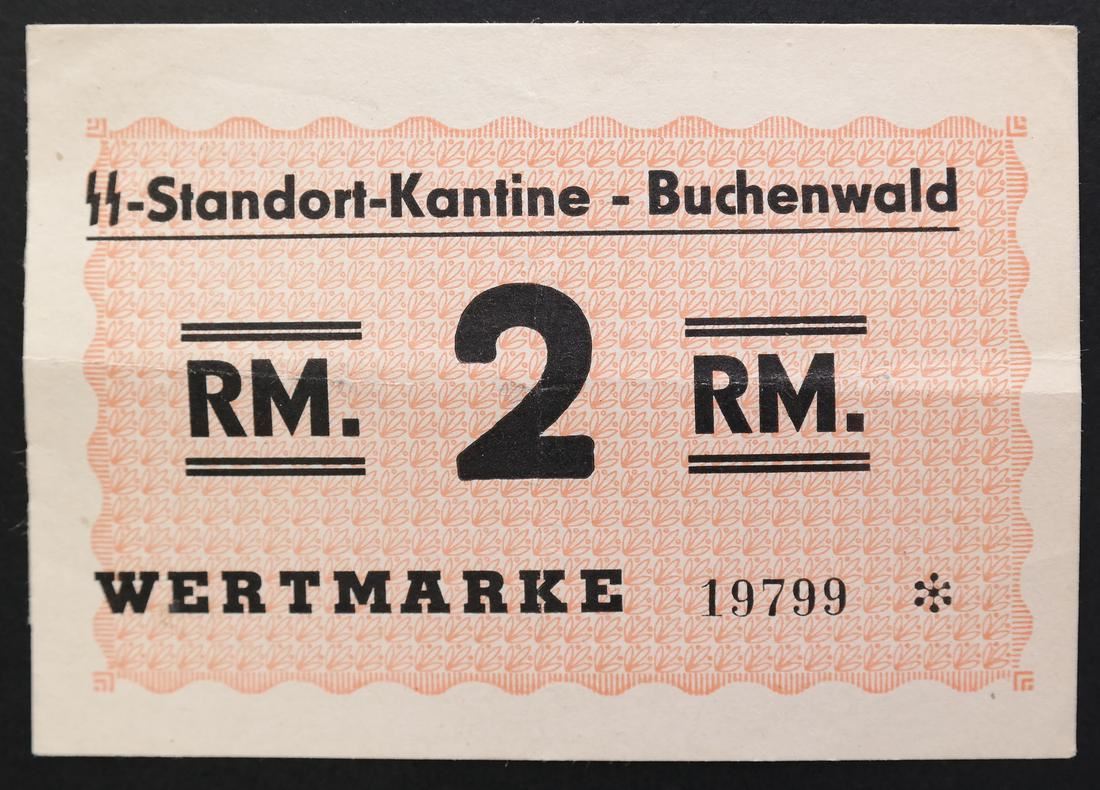 SS-Standort-Kantine - Buchenwald
RM. 2 RM.
WERTMARKE 19799 *